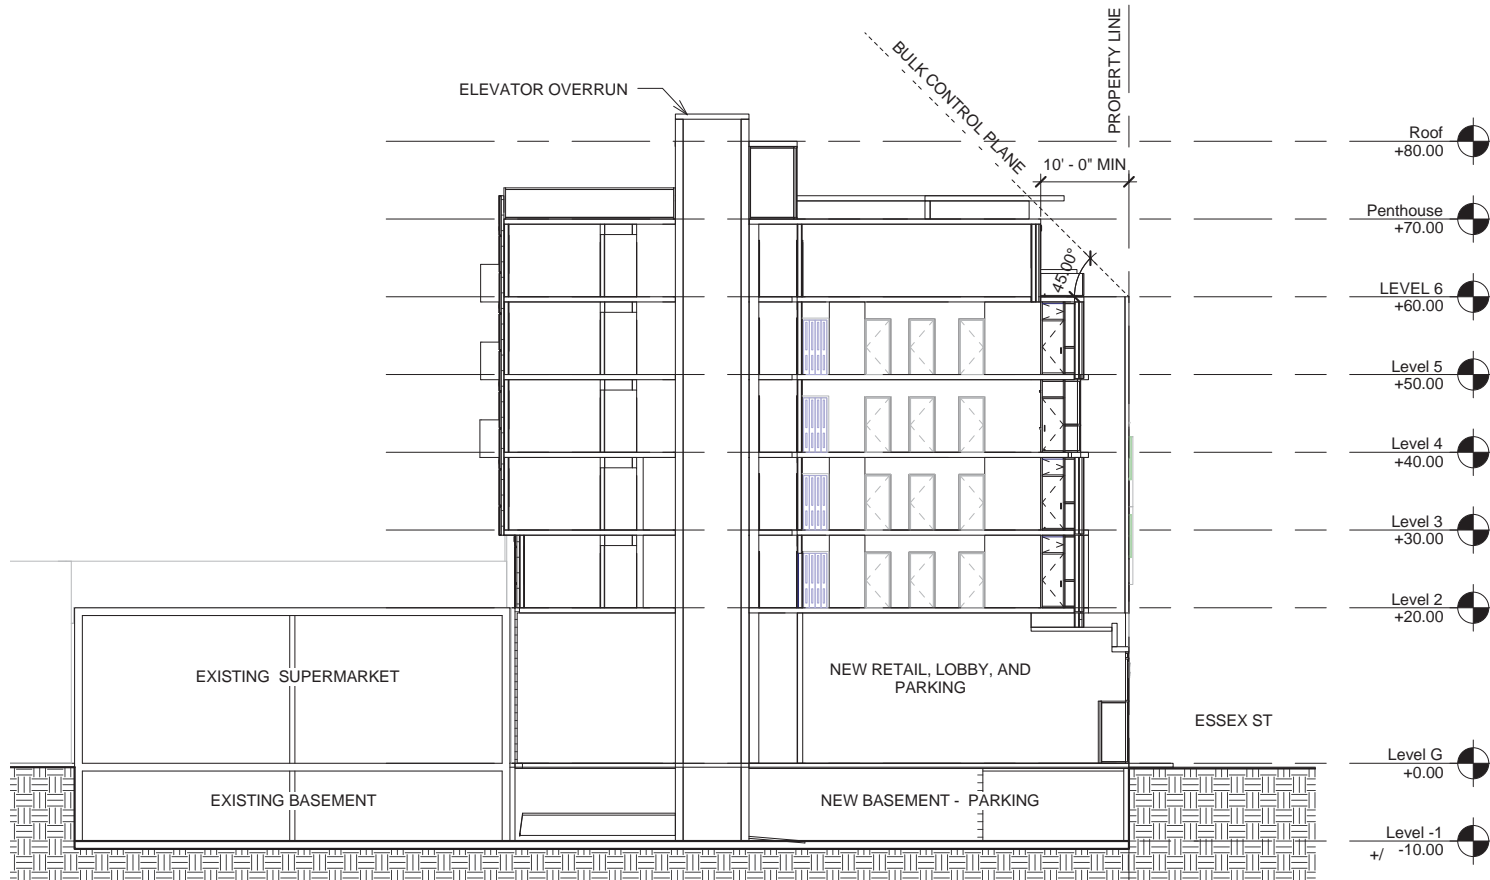 PROPERTY LINE
BULK CONTROL PLANE
ELEVATOR OVERRUN
10' - 0" MIN
45.00°
Roof
+80.00
Penthouse
+70.00
LEVEL 6
+60.00
Level 5
+50.00
Level 4
+40.00
Level 3
+30.00
Level 2
+20.00
EXISTING SUPERMARKET
NEW RETAIL, LOBBY, AND
PARKING
ESSEX ST
Level G
+0.00
EXISTING BASEMENT
NEW BASEMENT - PARKING
Level -1
+/ -10.00